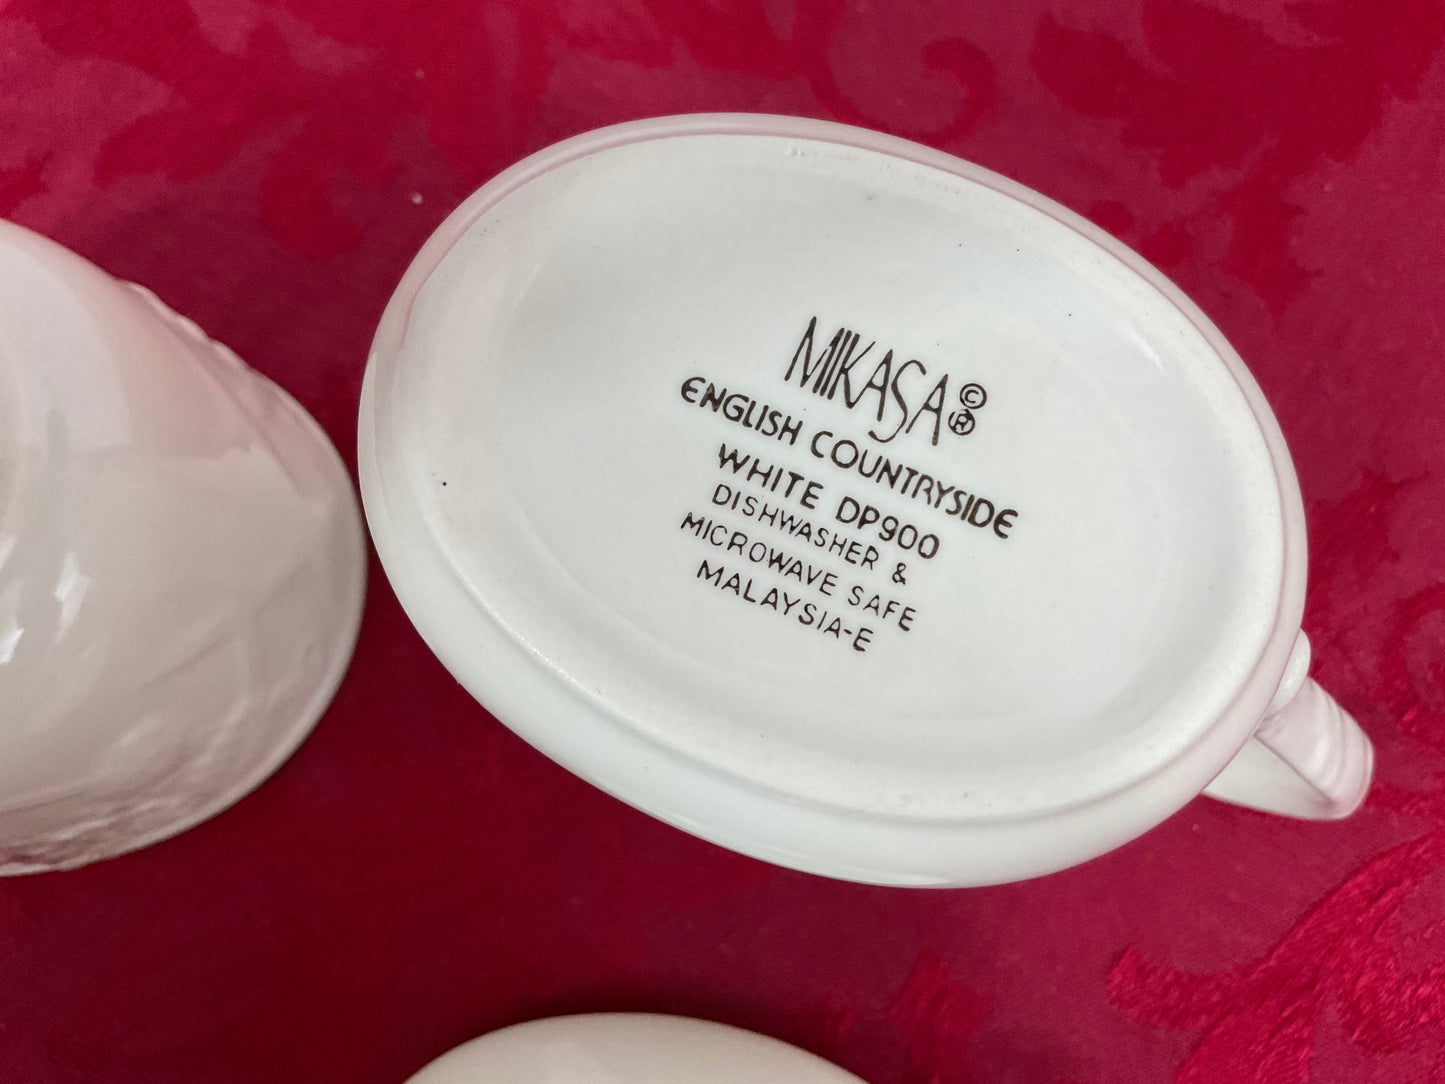 MIKASA © ®
ENGLISH COUNTRYSIDE
WHITE DP900
DISHWASHER &
MICROWAVE SAFE
MALAYSIA-E